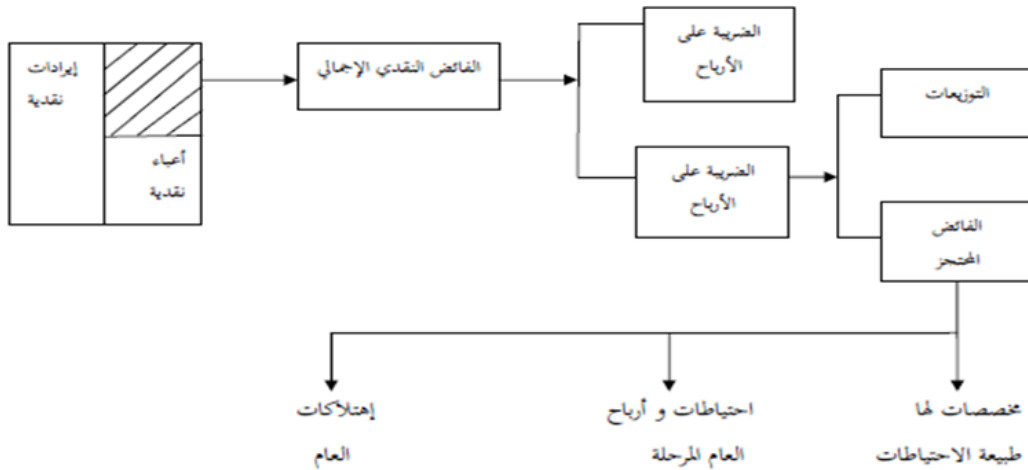 إيرادات
نقدية
أعباء
نقدية
الفائض النقدي الإجمالي
الضريبة على
الأرباح
الضريبة على
الأرباح
التوزيعات
الفائض
المحتجز
إهتلاكات
العام
احتياطات و أرباح
العام المرحلة
مخصصات لها
طبيعة الاحتياطات